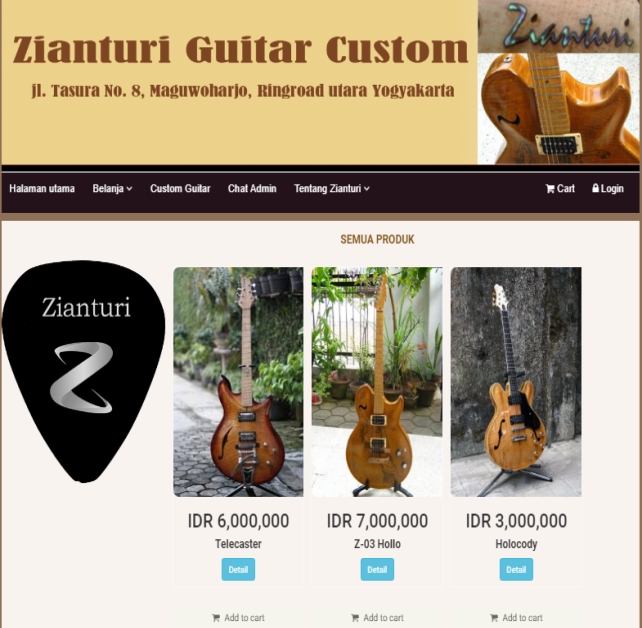 Zianturi Guitar Custom
jl. Tasura No. 8, Maguwoharjo, Ringroad utara Yogyakarta
Zianturi
Halaman utama Belanja Custom Guitar Chat Admin Tentang Zianturi Cart Login
SEMUA PRODUK
Zianturi
IDR 6,000,000 IDR 7,000,000 IDR 3,000,000
Telecaster Z-03 Hollo Holocody
Detail Detail Detail
Add to cart Add to cart Add to cart